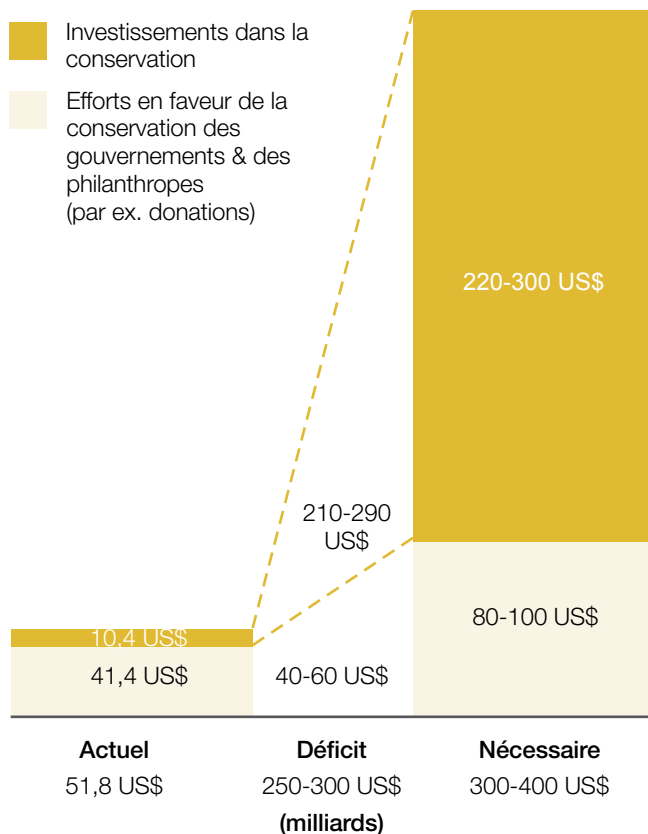 Investissements dans la
conservation
Efforts en faveur de la
conservation des
gouvernements & des
philanthropes
(par ex. donations)
220-300 US$
210-290
US$
80-100 US$
10,4 US$
41,4 US$
40-60 US$
Actuel
51,8 US$
Déficit
250-300 US$
(milliards)
Nécessaire
300-400 US$